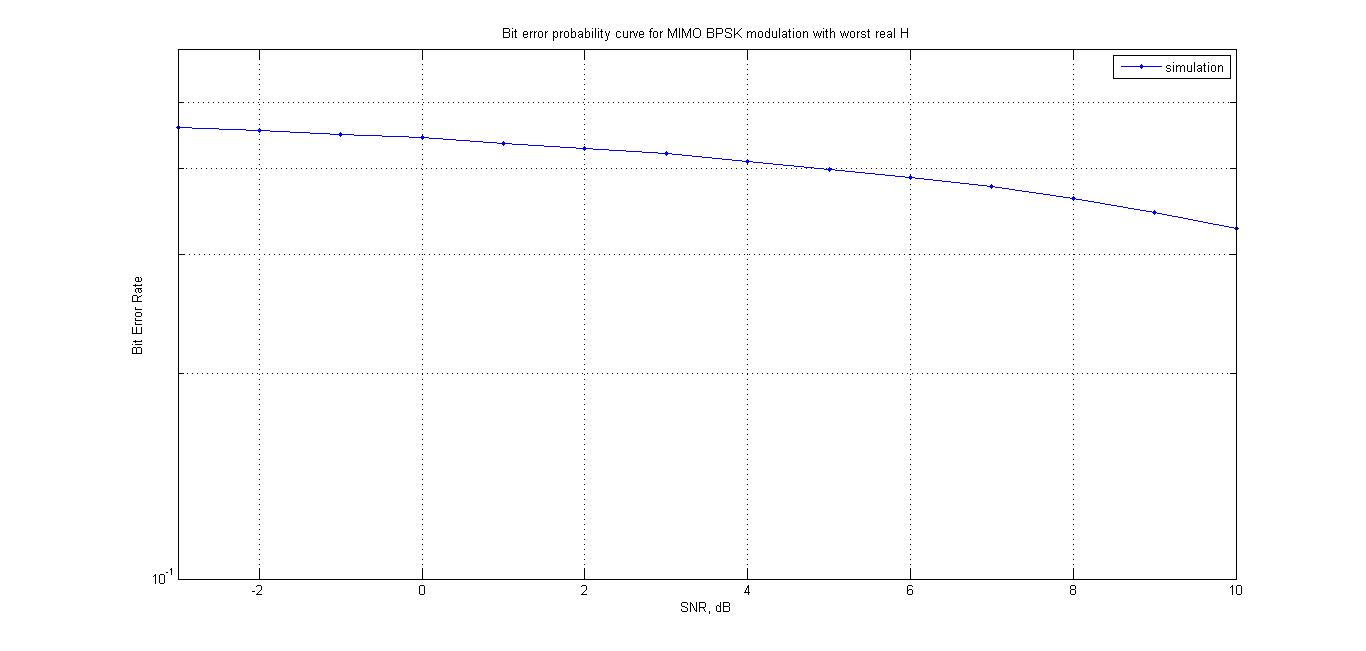 Bit error probability curve for MIMO BPSK modulation with worst real H
simulation
Bit Error Rate
10^-1
-2 0 2 4 6 8 10
SNR, dB